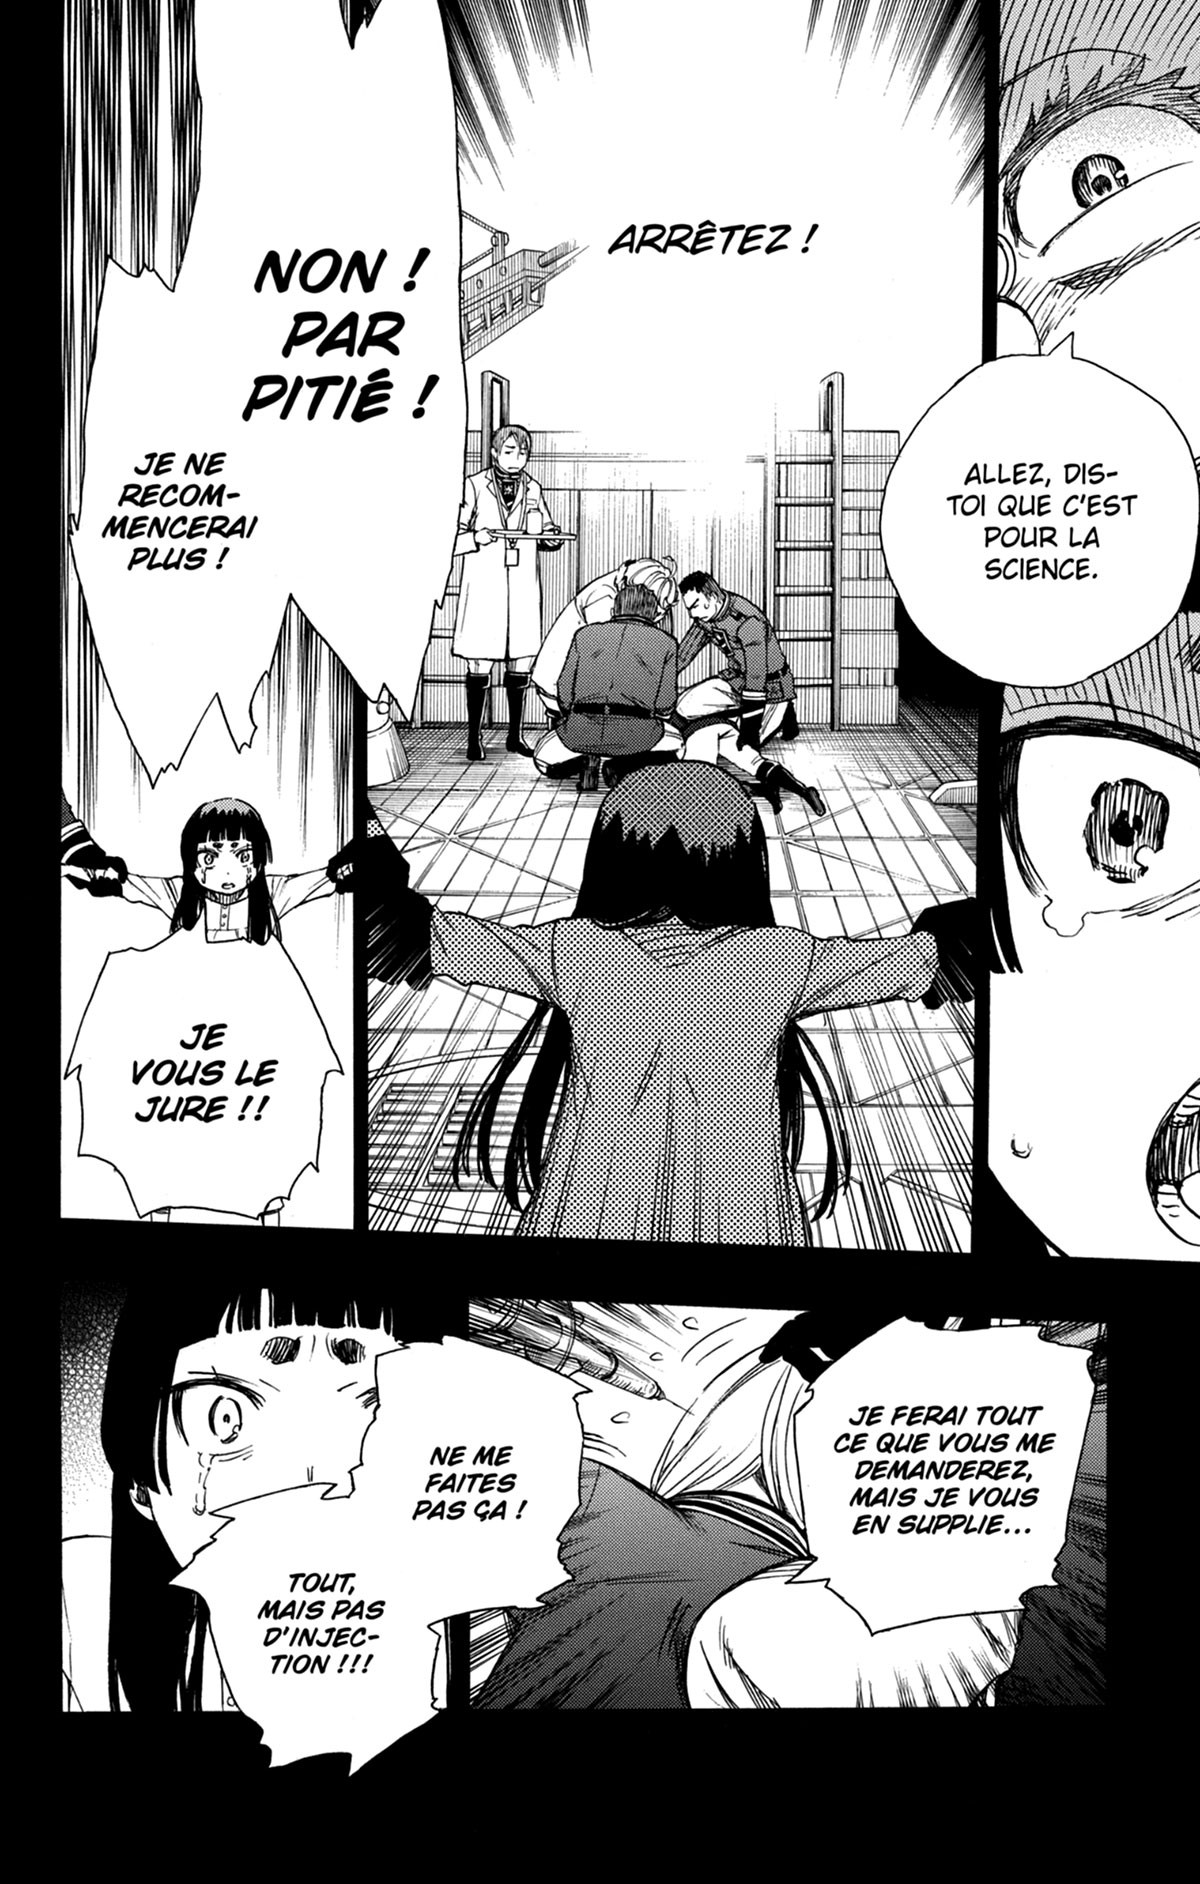 ALLEZ, DIS-
TOI QUE C'EST
POUR LA
SCIENCE.
ARRÊTEZ !
NON !
PAR
PITIÉ !
JE NE
RECOM-
MENCERAI
PLUS !
JE
VOUS LE
JURE !!
JE FERAI TOUT
CE QUE VOUS ME
DEMANDEREZ,
MAIS JE VOUS
EN SUPPLIE...
NE ME
FAITES
PAS ÇA !
TOUT,
MAIS PAS
D'INJEC-
TION !!!